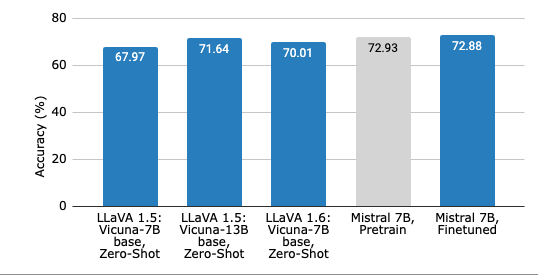 80
60
40
20
0
Accuracy (%)
67.97
71.64
70.01
72.93
72.88
LLaVA 1.5:
Vicuna-7B
base,
Zero-Shot
LLaVA 1.5:
Vicuna-13B
base,
Zero-Shot
LLaVA 1.6:
Vicuna-7B
base,
Zero-Shot
Mistral 7B,
Pretrain
Mistral 7B,
Finetuned